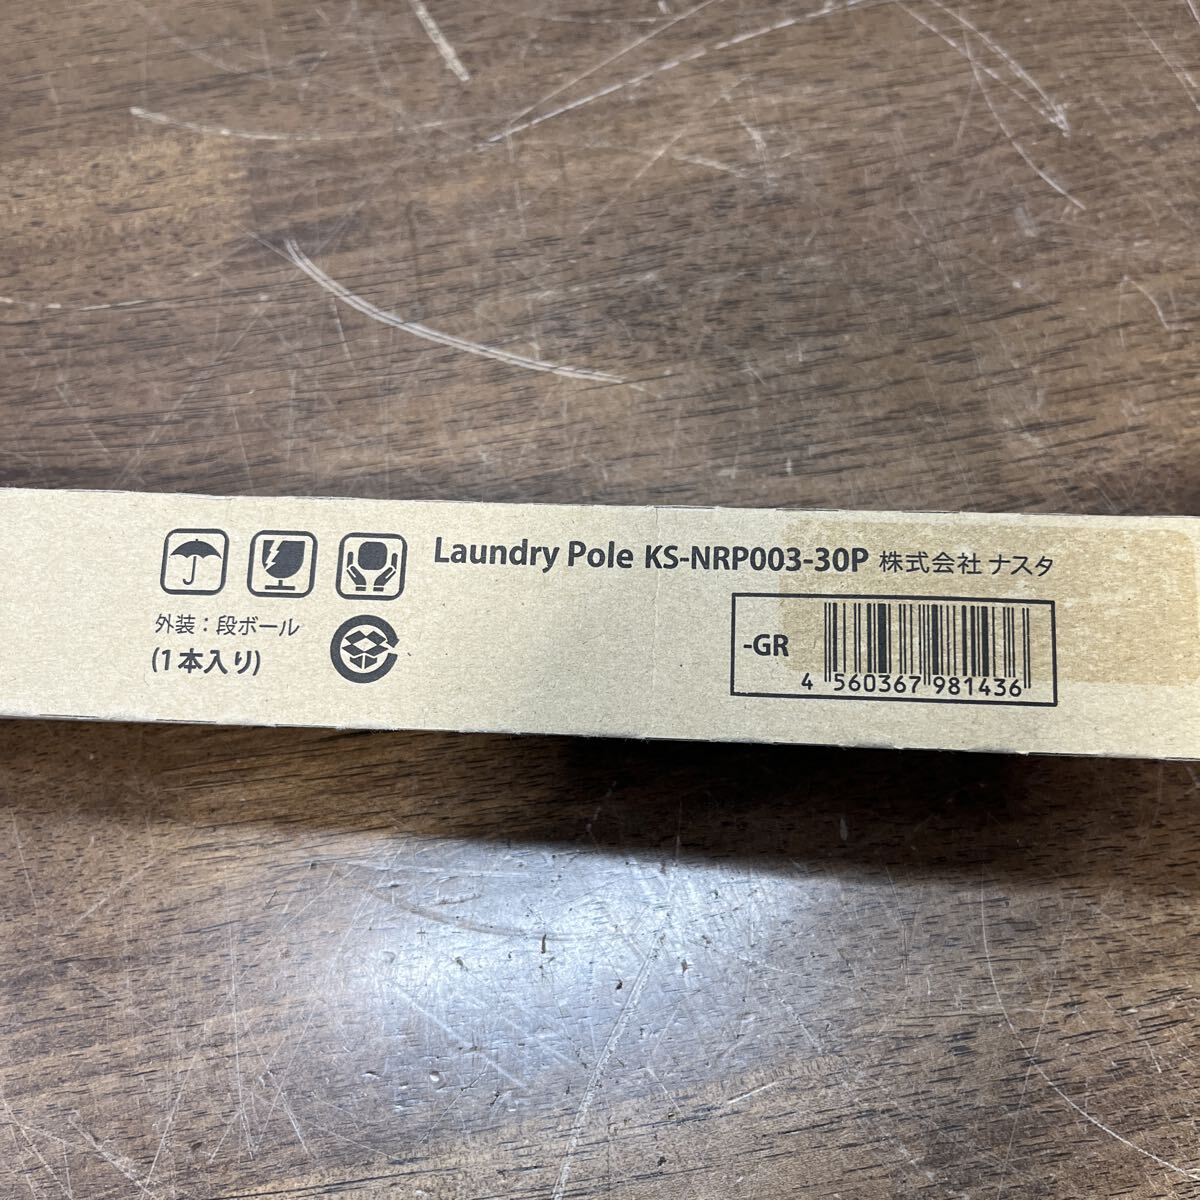 Laundry Pole KS-NRP003-30P 株式会社 ナスタ
外装：段ボール
(1本入り)
-GR
4 560367 981436